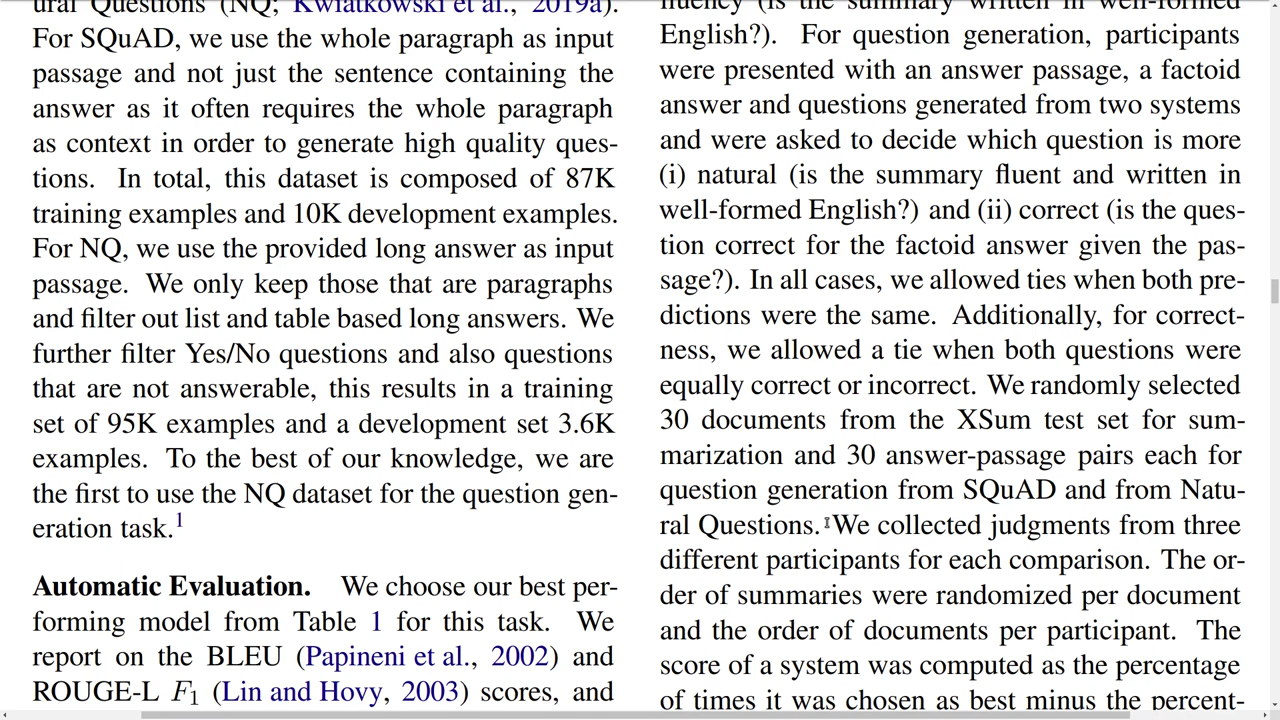 ural Questions (NQ; Kwiatkowski et al., 2019a).
For SQuAD, we use the whole paragraph as input
passage and not just the sentence containing the
answer as it often requires the whole paragraph
as context in order to generate high quality ques-
tions. In total, this dataset is composed of 87K
training examples and 10K development examples.
For NQ, we use the provided long answer as input
passage. We only keep those that are paragraphs
and filter out list and table based long answers. We
further filter Yes/No questions and also questions
that are not answerable, this results in a training
set of 95K examples and a development set 3.6K
examples. To the best of our knowledge, we are
the first to use the NQ dataset for the question gen-
eration task.1
Automatic Evaluation. We choose our best per-
forming model from Table 1 for this task. We
report on the BLEU (Papineni et al., 2002) and
ROUGE-L F1 (Lin and Hovy, 2003) scores, and
fluency (is the summary written in well-formed
English?). For question generation, participants
were presented with an answer passage, a factoid
answer and questions generated from two systems
and were asked to decide which question is more
(i) natural (is the summary fluent and written in
well-formed English?) and (ii) correct (is the ques-
tion correct for the factoid answer given the pas-
sage?). In all cases, we allowed ties when both pre-
dictions were the same. Additionally, for correct-
ness, we allowed a tie when both questions were
equally correct or incorrect. We randomly selected
30 documents from the XSum test set for sum-
marization and 30 answer-passage pairs each for
question generation from SQuAD and from Natu-
ral Questions. We collected judgments from three
different participants for each comparison. The or-
der of summaries were randomized per document
and the order of documents per participant. The
score of a system was computed as the percentage
of times it was chosen as best minus the percent-